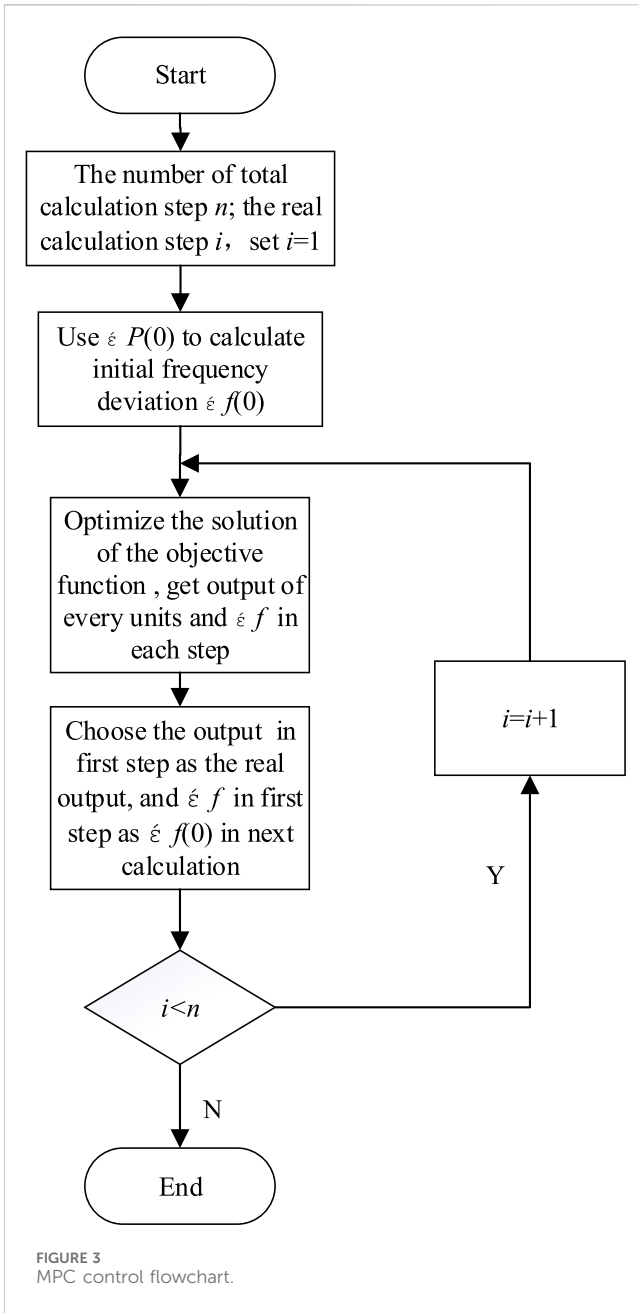 Start
The number of total
calculation step n; the real
calculation step i，set i=1
Use έ P(0) to calculate
initial frequency
deviation έ f(0)
Optimize the solution
of the objective
function , get output of
every units and έ f in
each step
Choose the output in
first step as the real
output, and έ f in first
step as έ f(0) in next
calculation
i=i+1
Y
i<n
N
End
FIGURE 3
MPC control flowchart.